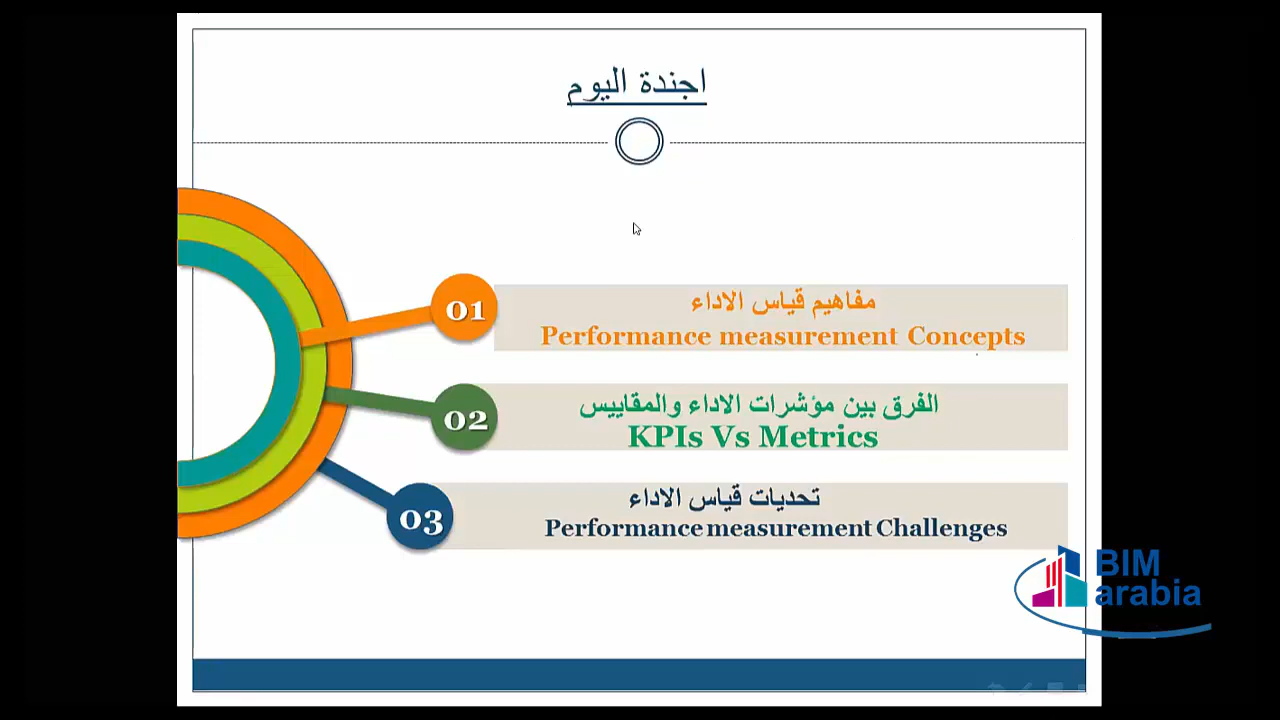 اجندة اليوم
01
مفاهيم قياس الاداء
Performance measurement Concepts
02
الفرق بين مؤشرات الاداء والمقاييس
KPIs Vs Metrics
03
تحديات قياس الاداء
Performance measurement Challenges
BIM
arabia